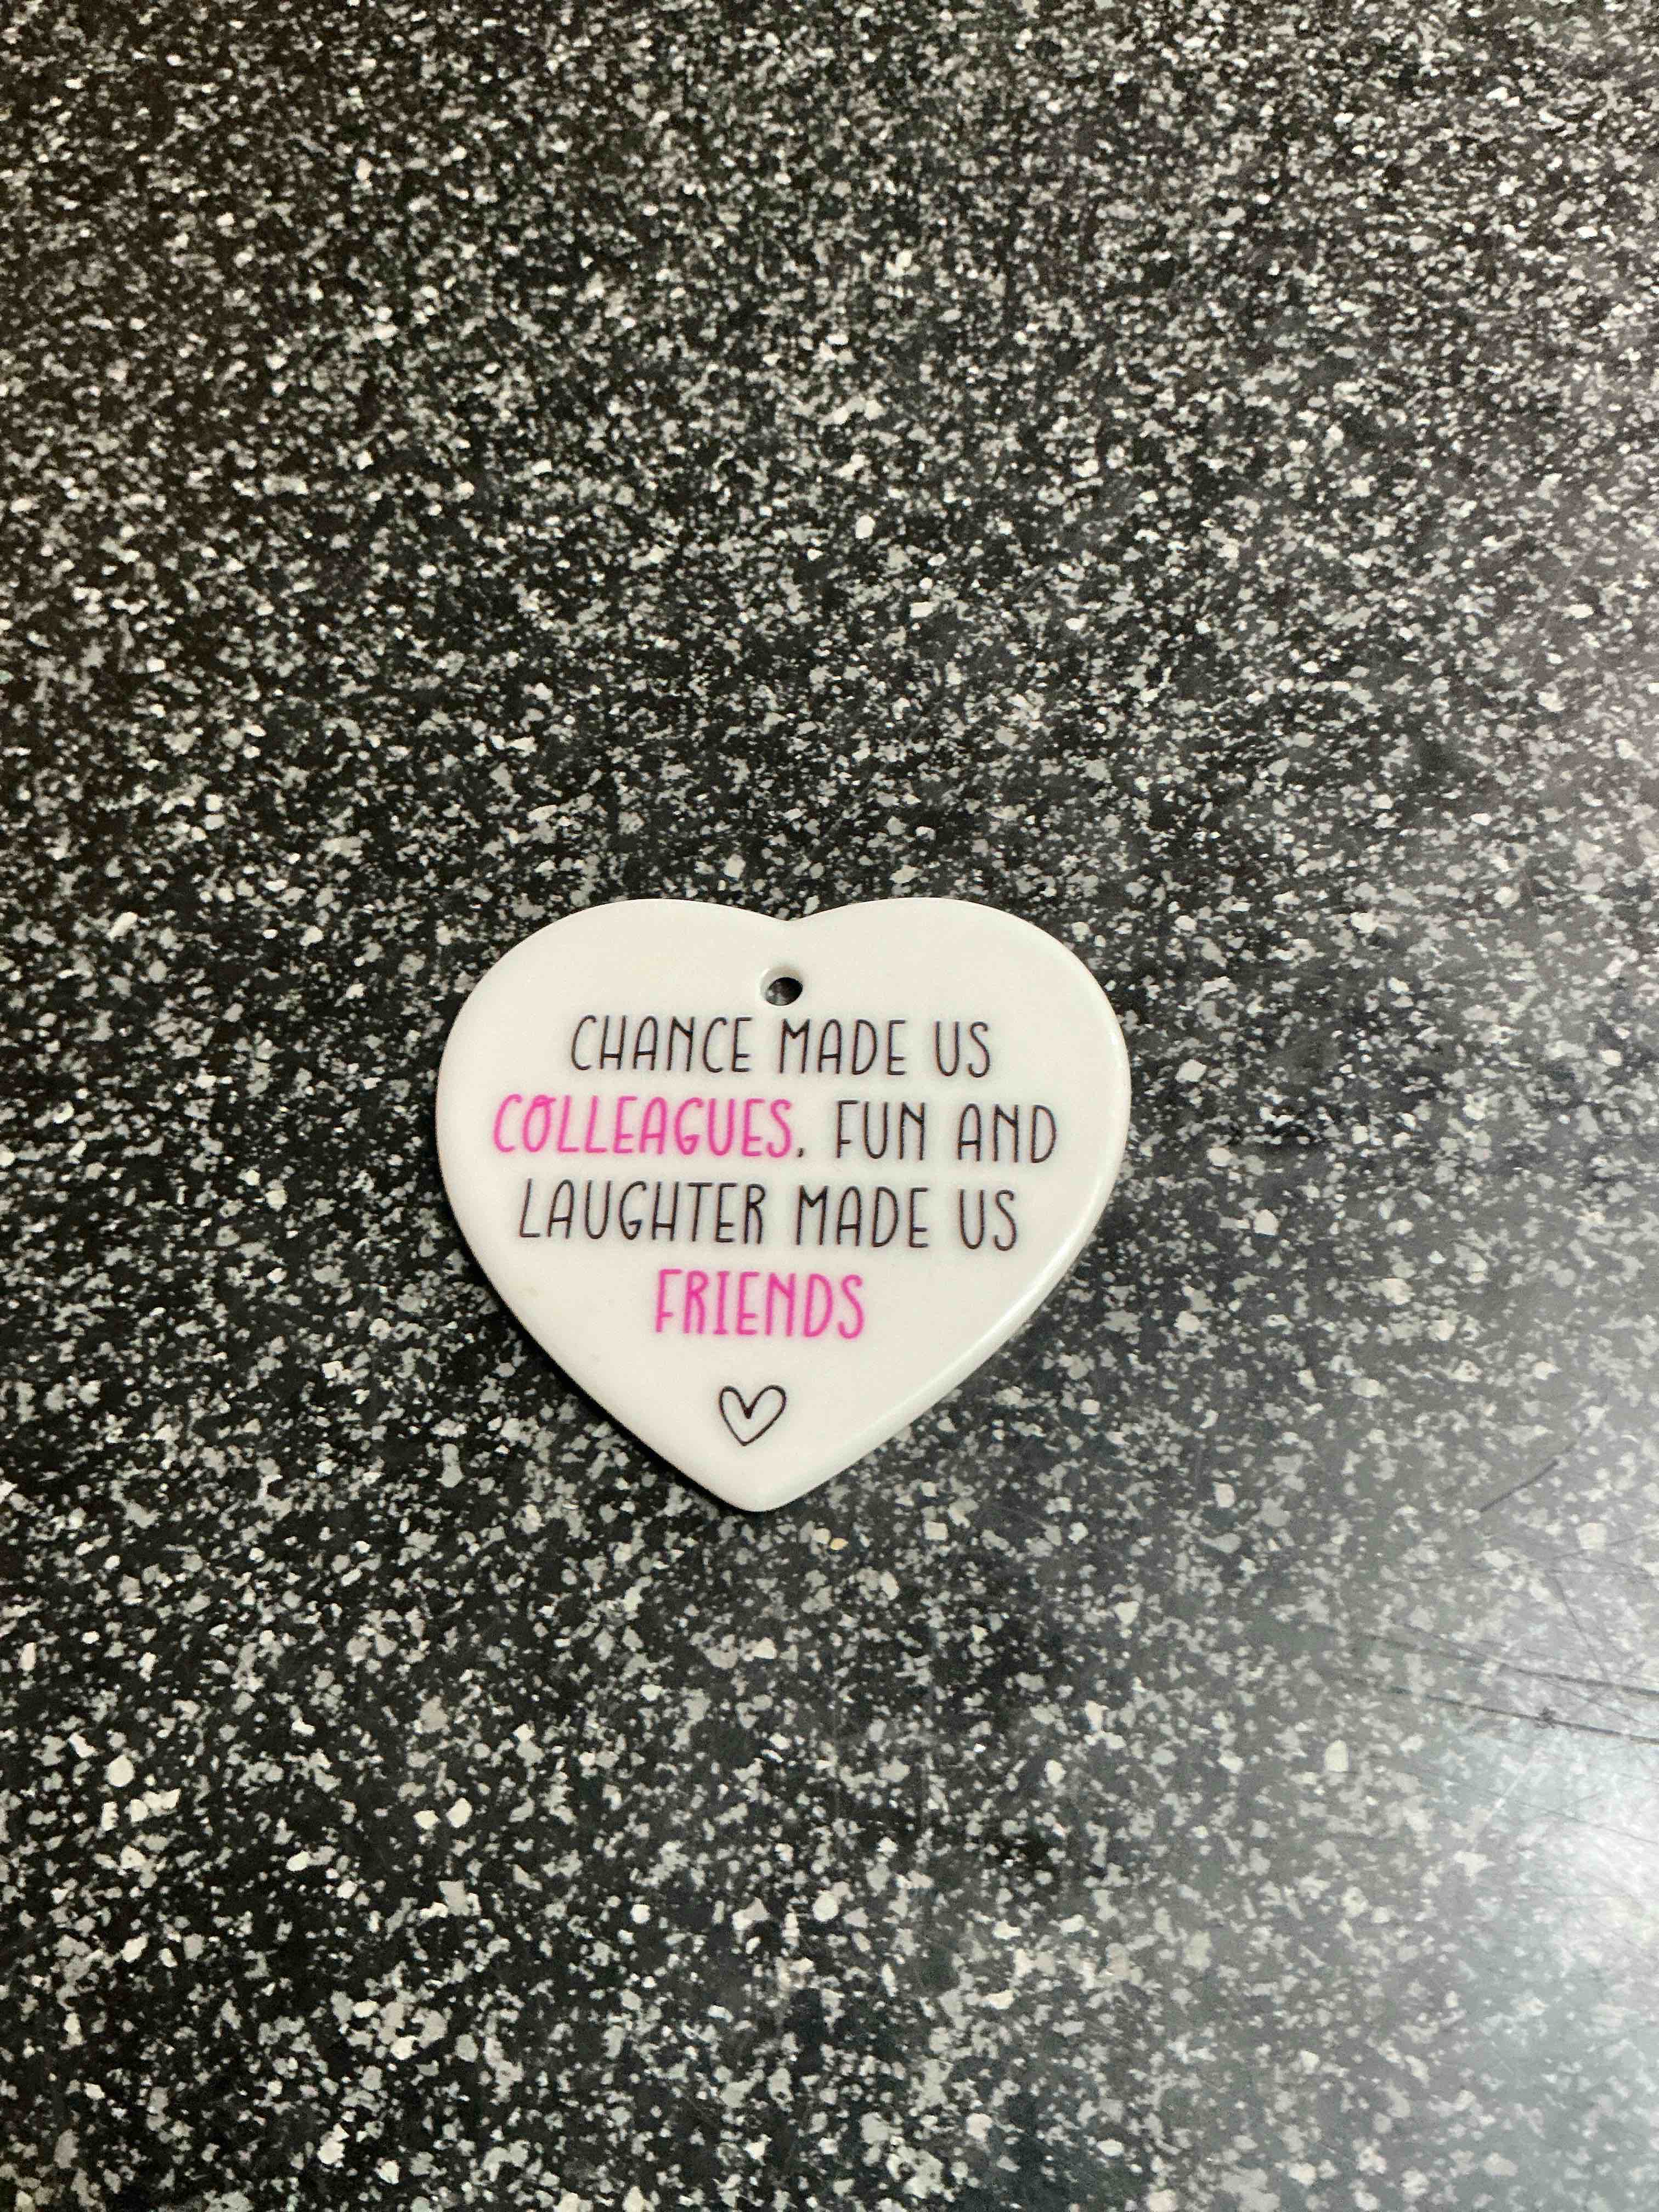 CHANCE MADE US
COLLEAGUES. FUN AND
LAUGHTER MADE US
FRIENDS